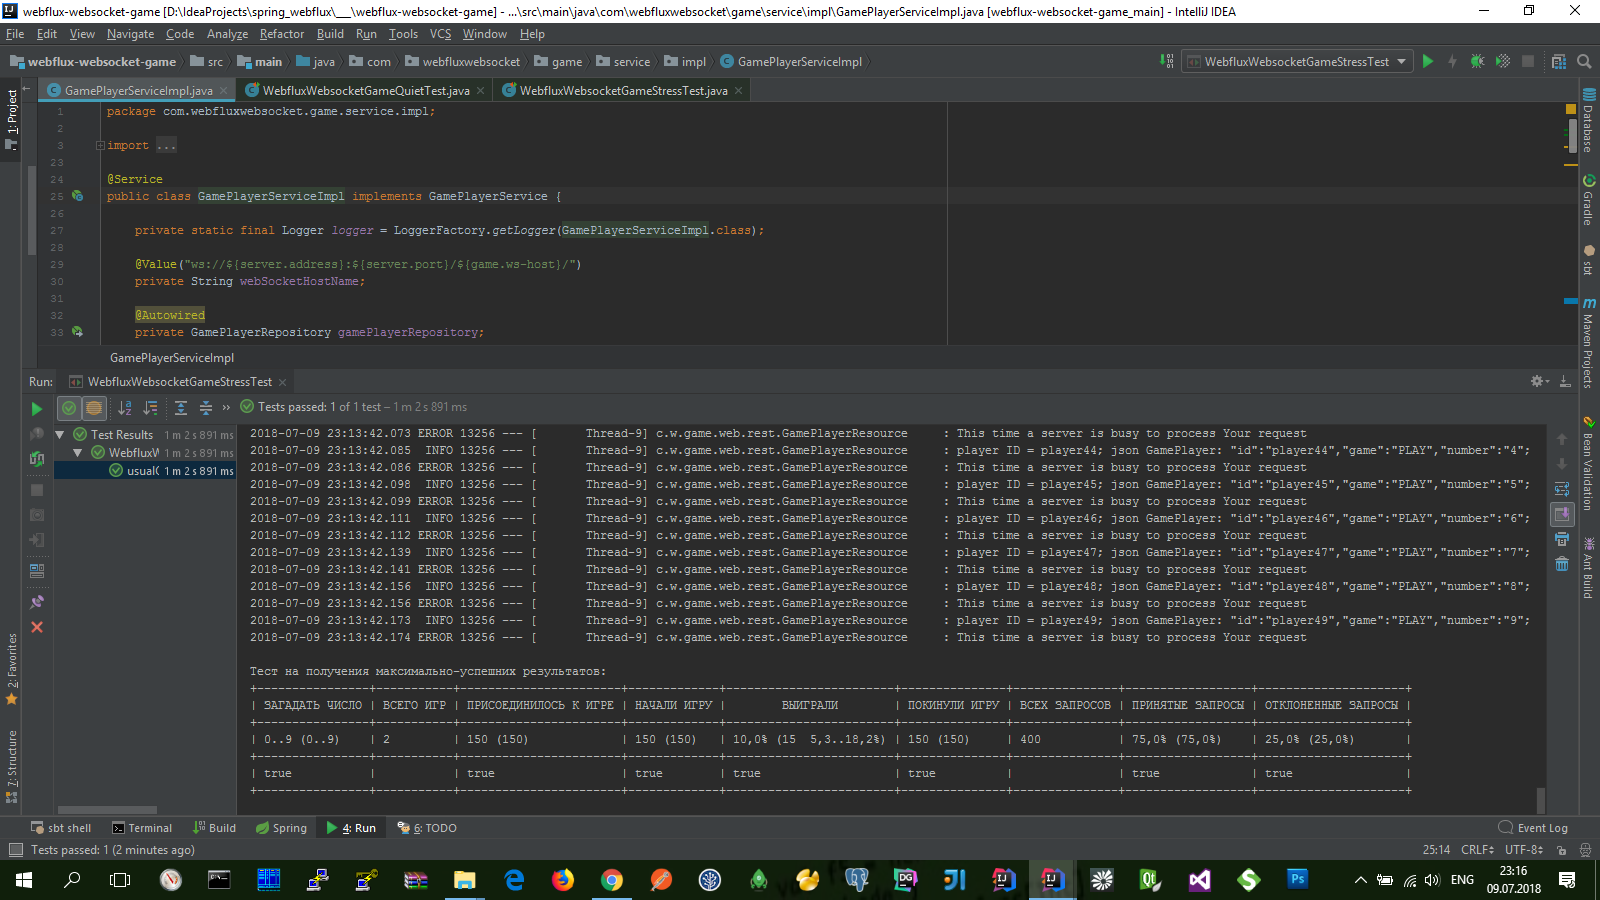 webflux-websocket-game [D:\IdeaProjects\spring_webflux\___\webflux-websocket-game] - ...\src\main\java\com\webfluxwebsocket\game\service\impl\GamePlayerServiceImpl.java [webflux-websocket-game_main] - IntelliJ IDEA
File Edit View Navigate Code Analyze Refactor Build Run Tools VCS Window Help
webflux-websocket-game src main java com webfluxwebsocket game service impl GamePlayerServiceImpl WebfluxWebsocketGameStressTest
GamePlayerServiceImpl.java WebfluxWebsocketGameQuietTest.java WebfluxWebsocketGameStressTest.java
1 package com.webfluxwebsocket.game.service.impl;
2
3 import ...
23
24 @Service
25 public class GamePlayerServiceImpl implements GamePlayerService {
26
27 private static final Logger logger = LoggerFactory.getLogger(GamePlayerServiceImpl.class);
28
29 @Value("ws://${server.address}:${server.port}/${game.ws-host}/")
30 private String webSocketHostName;
31
32 @Autowired
33 private GamePlayerRepository gamePlayerRepository;
GamePlayerServiceImpl
1: Project
2: Favorites
7: Structure
Database
Gradle
sbt
Maven Projects
Bean Validation
Ant Build
Run: WebfluxWebsocketGameStressTest
Tests passed: 1 of 1 test – 1 m 2 s 891 ms
Test Results 1 m 2 s 891 ms
WebfluxW 1 m 2 s 891 ms
usual( 1 m 2 s 891 ms
2018-07-09 23:13:42.073 ERROR 13256 --- [ Thread-9] c.w.game.web.rest.GamePlayerResource : This time a server is busy to process Your request
2018-07-09 23:13:42.085 INFO 13256 --- [ Thread-9] c.w.game.web.rest.GamePlayerResource : player ID = player44; json GamePlayer: "id":"player44","game":"PLAY","number":"4";
2018-07-09 23:13:42.086 ERROR 13256 --- [ Thread-9] c.w.game.web.rest.GamePlayerResource : This time a server is busy to process Your request
2018-07-09 23:13:42.098 INFO 13256 --- [ Thread-9] c.w.game.web.rest.GamePlayerResource : player ID = player45; json GamePlayer: "id":"player45","game":"PLAY","number":"5";
2018-07-09 23:13:42.099 ERROR 13256 --- [ Thread-9] c.w.game.web.rest.GamePlayerResource : This time a server is busy to process Your request
2018-07-09 23:13:42.111 INFO 13256 --- [ Thread-9] c.w.game.web.rest.GamePlayerResource : player ID = player46; json GamePlayer: "id":"player46","game":"PLAY","number":"6";
2018-07-09 23:13:42.112 ERROR 13256 --- [ Thread-9] c.w.game.web.rest.GamePlayerResource : This time a server is busy to process Your request
2018-07-09 23:13:42.139 INFO 13256 --- [ Thread-9] c.w.game.web.rest.GamePlayerResource : player ID = player47; json GamePlayer: "id":"player47","game":"PLAY","number":"7";
2018-07-09 23:13:42.141 ERROR 13256 --- [ Thread-9] c.w.game.web.rest.GamePlayerResource : This time a server is busy to process Your request
2018-07-09 23:13:42.156 INFO 13256 --- [ Thread-9] c.w.game.web.rest.GamePlayerResource : player ID = player48; json GamePlayer: "id":"player48","game":"PLAY","number":"8";
2018-07-09 23:13:42.156 ERROR 13256 --- [ Thread-9] c.w.game.web.rest.GamePlayerResource : This time a server is busy to process Your request
2018-07-09 23:13:42.173 INFO 13256 --- [ Thread-9] c.w.game.web.rest.GamePlayerResource : player ID = player49; json GamePlayer: "id":"player49","game":"PLAY","number":"9";
2018-07-09 23:13:42.174 ERROR 13256 --- [ Thread-9] c.w.game.web.rest.GamePlayerResource : This time a server is busy to process Your request
Тест на получения максимально-успешних результатов:
| ЗАГАДАТЬ ЧИСЛО | ВСЕГО ИГР | ПРИСОЕДИНИЛОСЬ К ИГРЕ | НАЧАЛИ ИГРУ | ВЫИГРАЛИ | ПОКИНУЛИ ИГРУ | ВСЕХ ЗАПРОСОВ | ПРИНЯТЫЕ ЗАПРОСЫ | ОТКЛОНЕННЫЕ ЗАПРОСЫ |
| 0..9 (0..9) | 2 | 150 (150) | 150 (150) | 10,0% (15 5,3..18,2%) | 150 (150) | 400 | 75,0% (75,0%) | 25,0% (25,0%) |
| true | | true | true | true | true | | true | true |
sbt shell Terminal Build Spring 4: Run 6: TODO Event Log
Tests passed: 1 (2 minutes ago) 25:14 CRLF UTF-8
ENG 23:16
09.07.2018